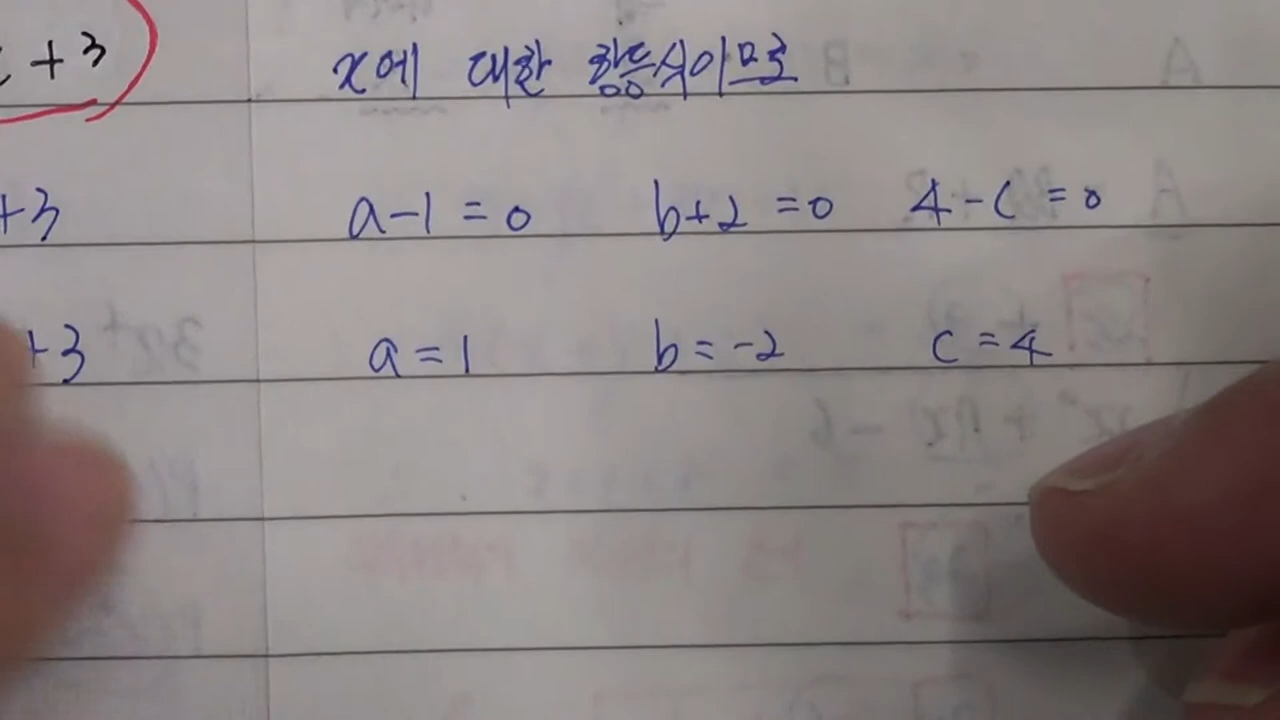 +3) x에 대한 항등식이므로
+3 a-1=0 b+2=0 4-c=0
+3 a=1 b=-2 c=4